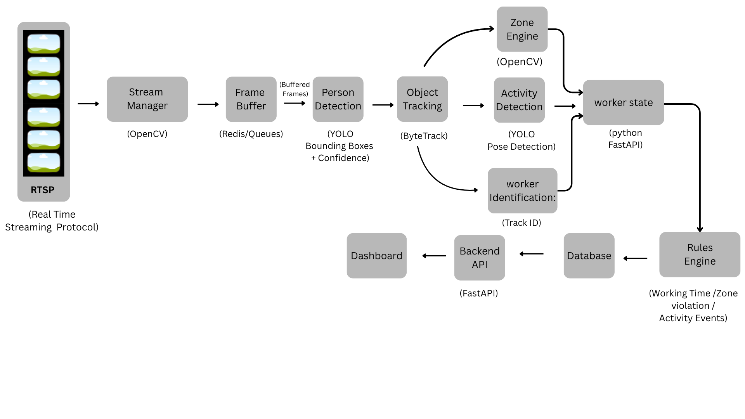 RTSP
(Real Time
Streaming Protocol)
Stream
Manager
(OpenCV)
Frame
Buffer
(Redis/Queues)
(Buffered
Frames)
Person
Detection
(YOLO
Bounding Boxes
+ Confidence)
Object
Tracking
(ByteTrack)
Zone
Engine
(OpenCV)
Activity
Detection
(YOLO
Pose Detection)
worker
Identification:
(Track ID)
worker state
(python
FastAPI)
Rules
Engine
(Working Time /Zone
violation /
Activity Events)
Database
Backend
API
(FastAPI)
Dashboard